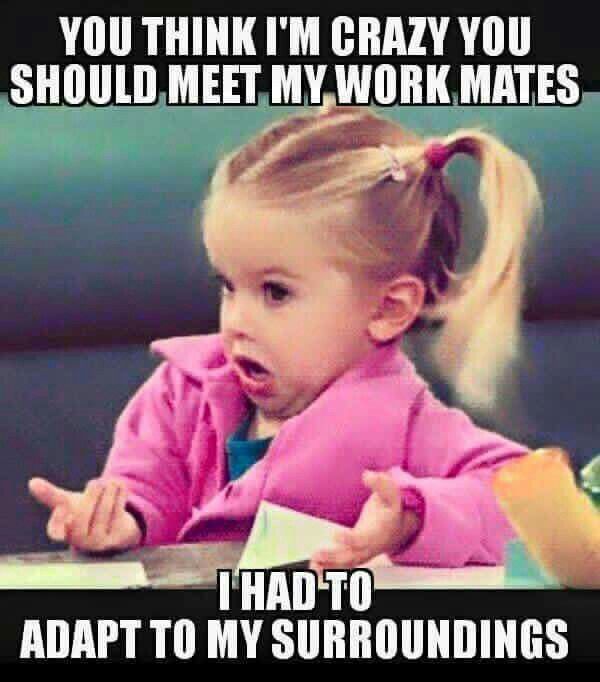 YOU THINK I'M CRAZY YOU
SHOULD MEET MY WORK MATES
I HAD TO
ADAPT TO MY SURROUNDINGS